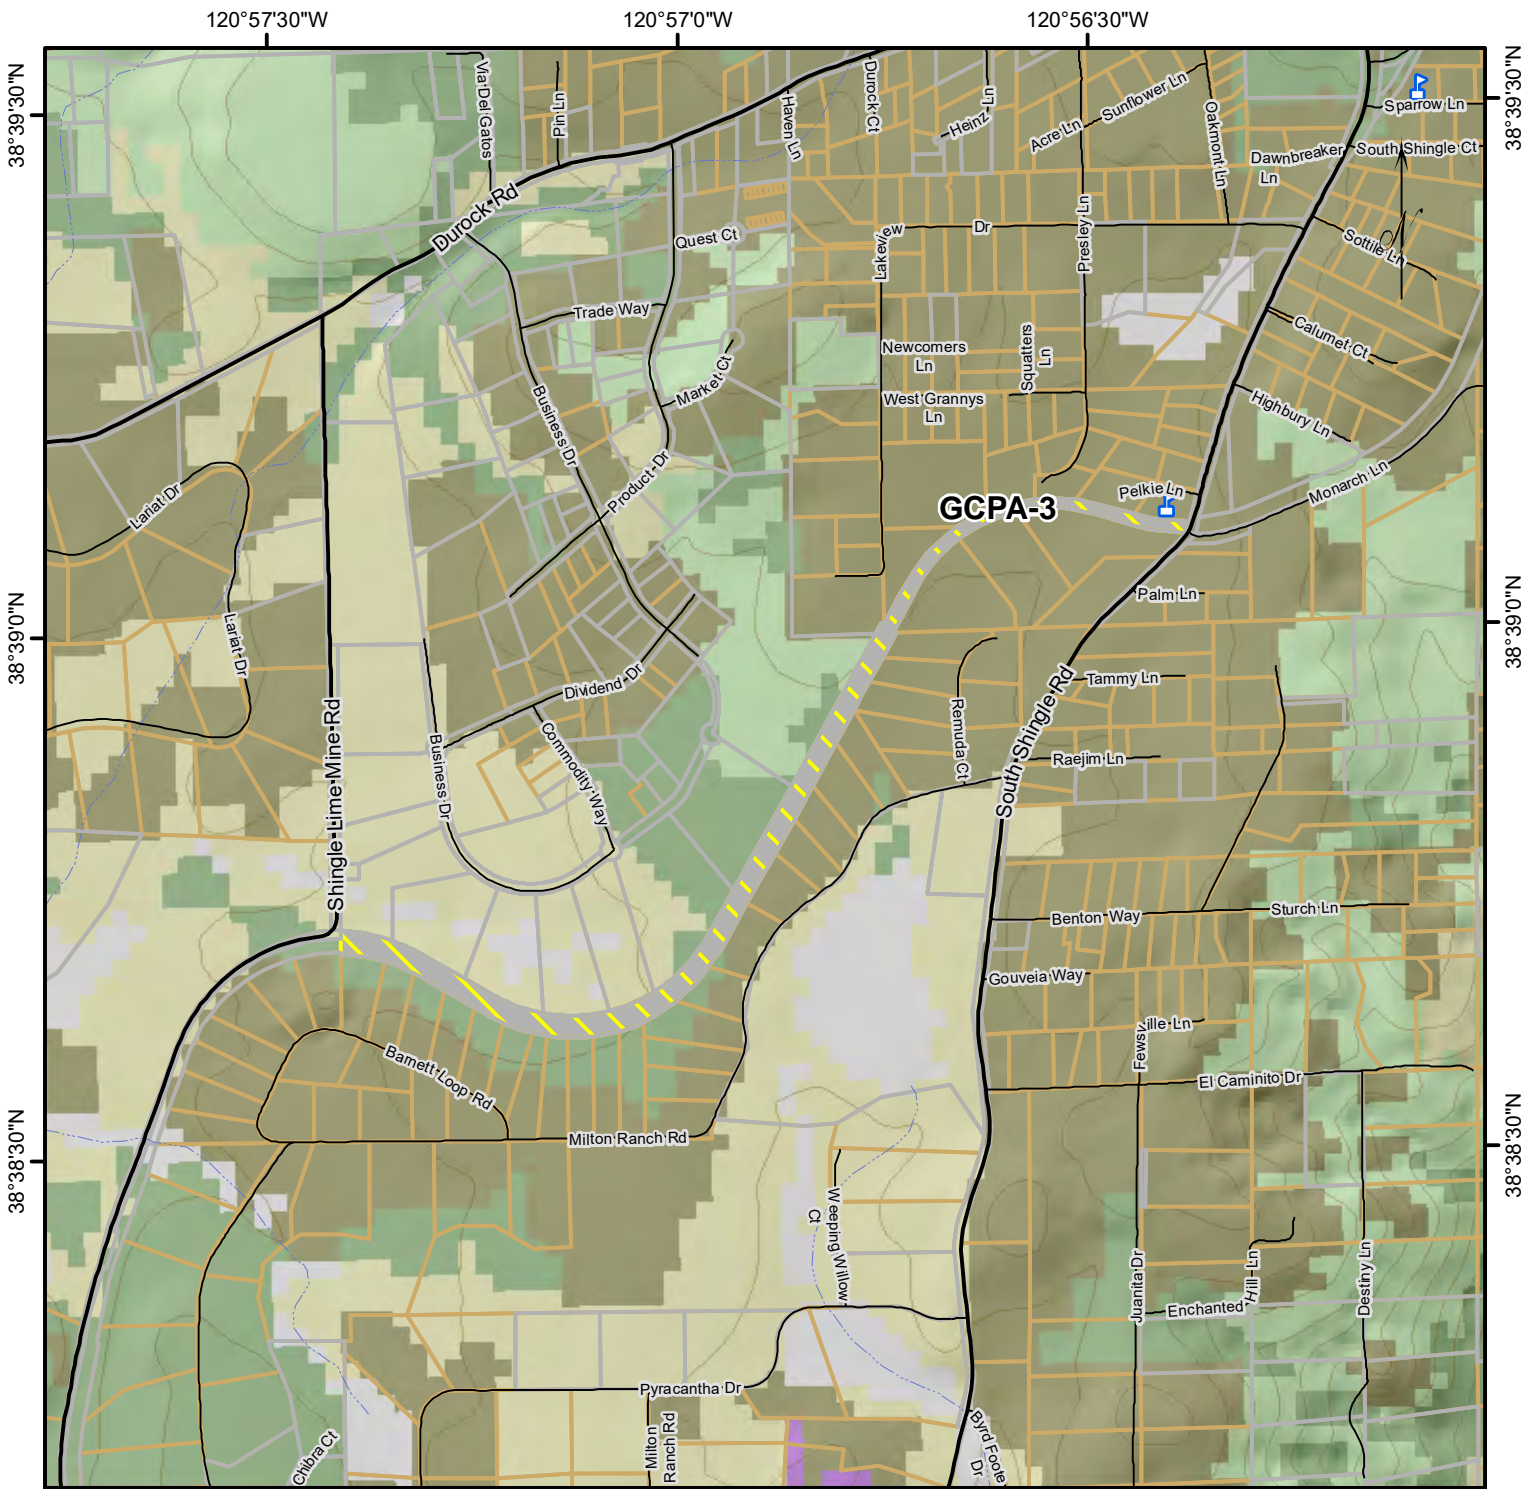 120°57'30"W
120°57'0"W
120°56'30"W
38°39'30"N
38°39'30"N
Via Del Gatos
Pin Ln
Haven Ln
Durock Ct
Heinz Ln
Acre Ln
Sunflower Ln
Oakmont Ln
Sparrow Ln
Dawnbreaker
Ln
South Shingle Ct
Durock Rd
Quest Ct
Lakeview
Dr
Presley Ln
Sottile Ln
Trade Way
Newcomers
Ln
Squatters
Ln
Calumet Ct
Market Ct
West Grannys
Ln
Highbury Ln
Business Dr
Product Dr
Lariat Dr
Pelkie Ln
Monarch Ln
GCPA-3
38°39'0"N
38°39'0"N
Palm Ln
Lariat Dr
Dividend Dr
Tammy Ln
Remuda Ct
South Shingle Rd
Raejim Ln
Shingle Lime Mine Rd
Business Dr
Commodity Way
Benton Way
Sturch Ln
Gouveia Way
Fewsville Ln
Barnett Loop Rd
El Caminito Dr
Milton Ranch Rd
38°38'30"N
38°38'30"N
Weeping Willow
Ct
Juanita Dr
Enchanted
Hill Ln
Destiny Ln
Pyracantha Dr
Milton
Ranch Rd
Chibra Ct
Byrd Foote
Dr